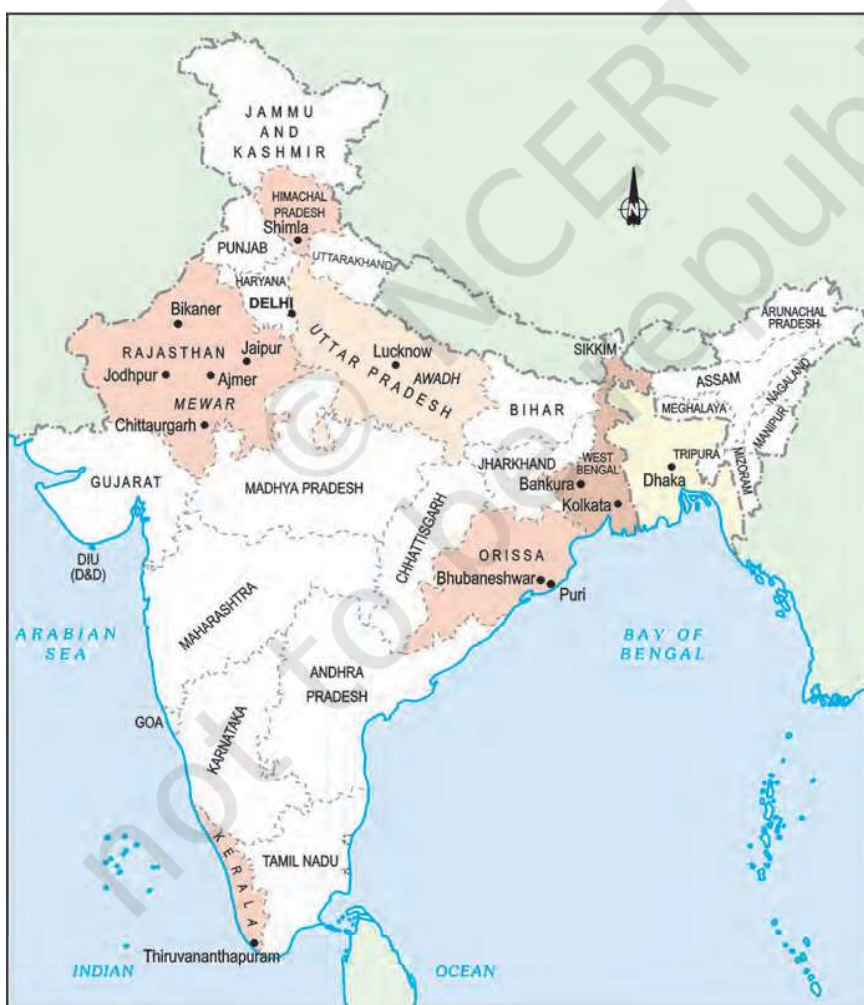 JAMMU
AND
KASHMIR
HIMACHAL
PRADESH
Shimla
PUNJAB
UTTARAKHAND
HARYANA
DELHI
Bikaner
UTTAR PRADESH
RAJASTHAN
Jaipur
Lucknow
Jodhpur
Ajmer
AWADH
MEWAR
Chittaurgarh
SIKKIM
ARUNACHAL
PRADESH
ASSAM
NAGALAND
MEGHALAYA
MANIPUR
BIHAR
TRIPURA
MIZORAM
JHARKHAND
WEST
BENGAL
Bankura
Dhaka
Kolkata
GUJARAT
MADHYA PRADESH
CHHATTISGARH
DIU
(D&D)
ORISSA
Bhubaneshwar
Puri
MAHARASHTRA
ARABIAN
SEA
BAY OF
BENGAL
ANDHRA
PRADESH
GOA
KARNATAKA
KERALA
TAMIL NADU
Thiruvananthapuram
INDIAN
OCEAN
N
© NCERT
not to be republ